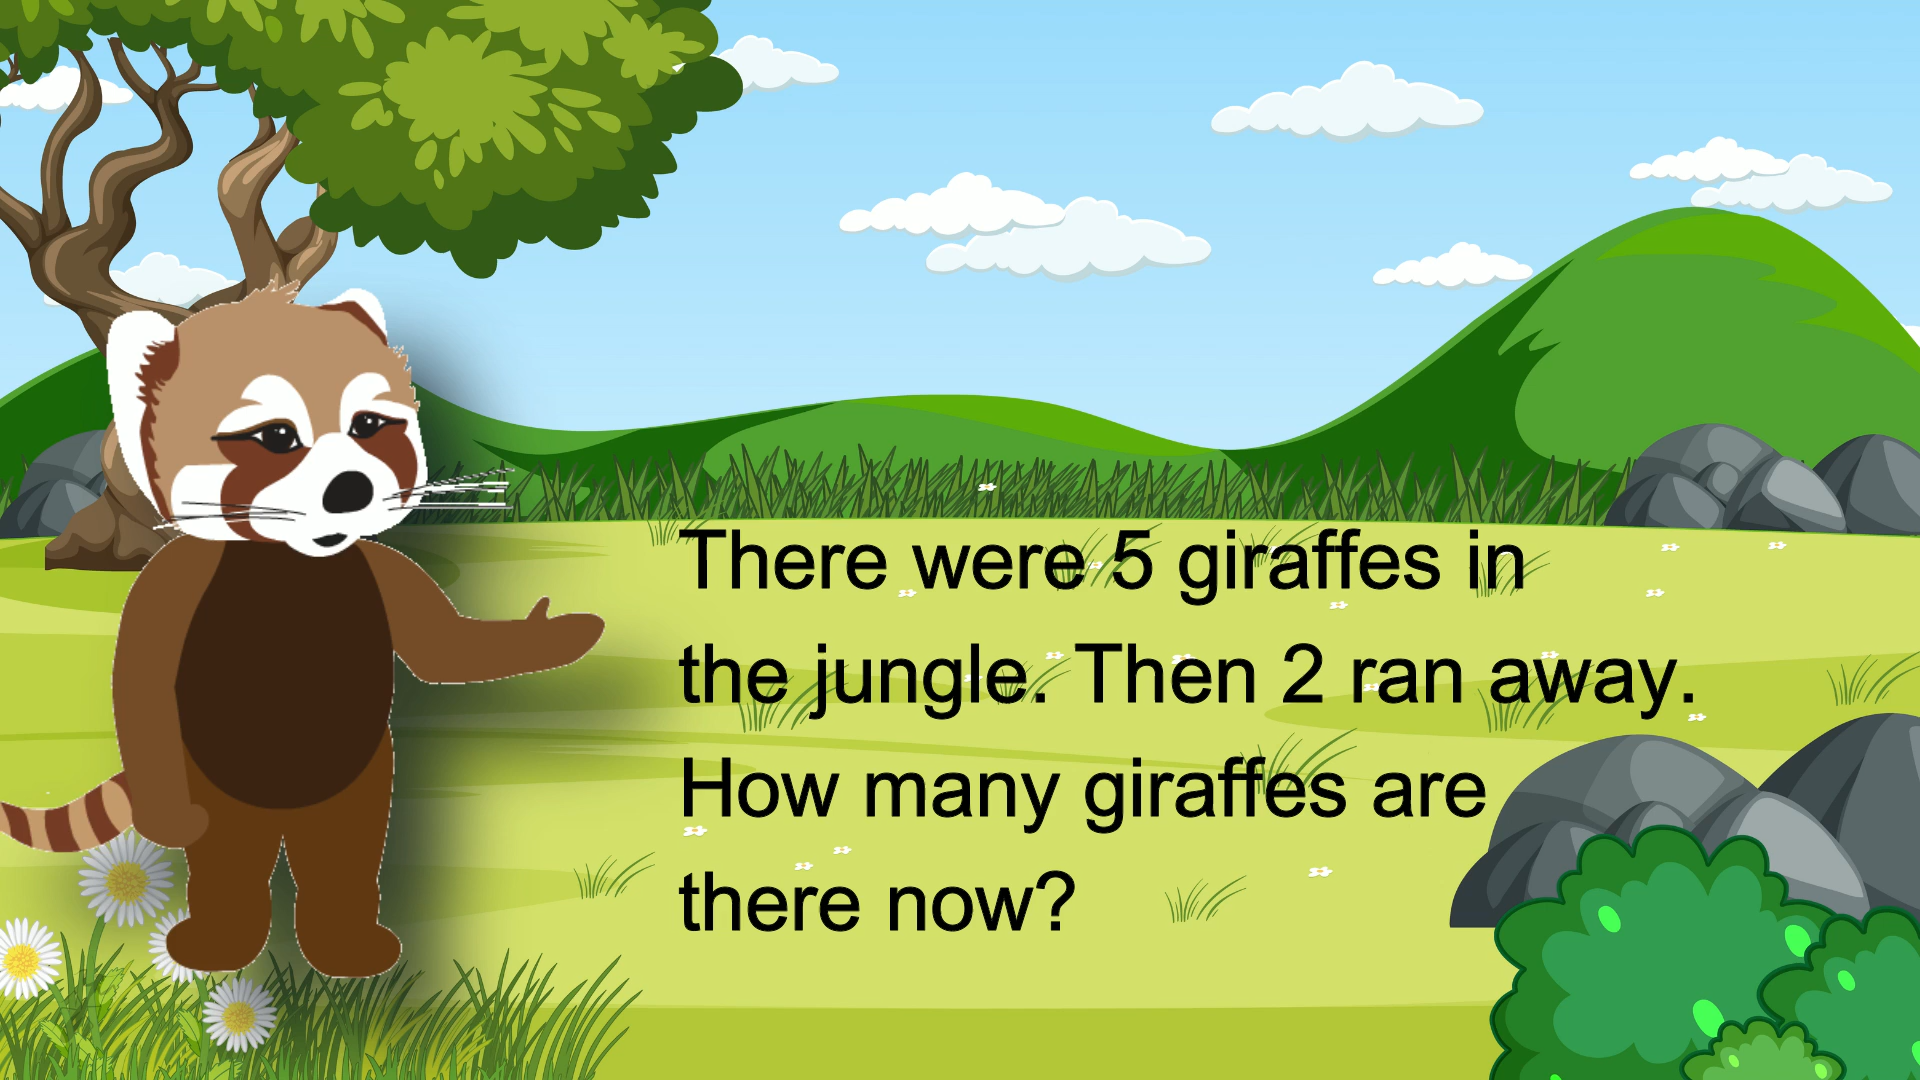 There were 5 giraffes in
the jungle. Then 2 ran away.
How many giraffes are
there now?